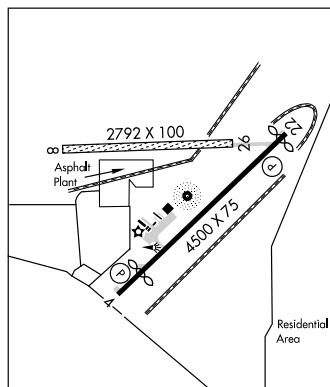 2792 X 100
8
26
22
Asphalt
Plant
P
4500 X 75
P
4
Residential
Area